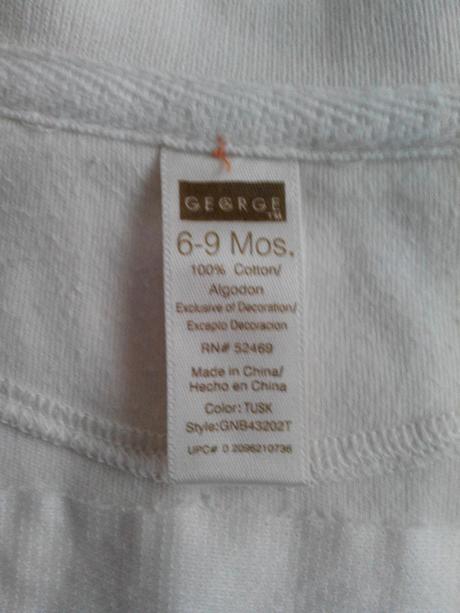 GEORGE
TM
6-9 Mos.
100% Cotton/
Algodon
Exclusive of Decoration/
Excepto Decoracion
RN# 52469
Made in China/
Hecho en China
Color: TUSK
Style:GNB43202T
UPC# 0 2096210736